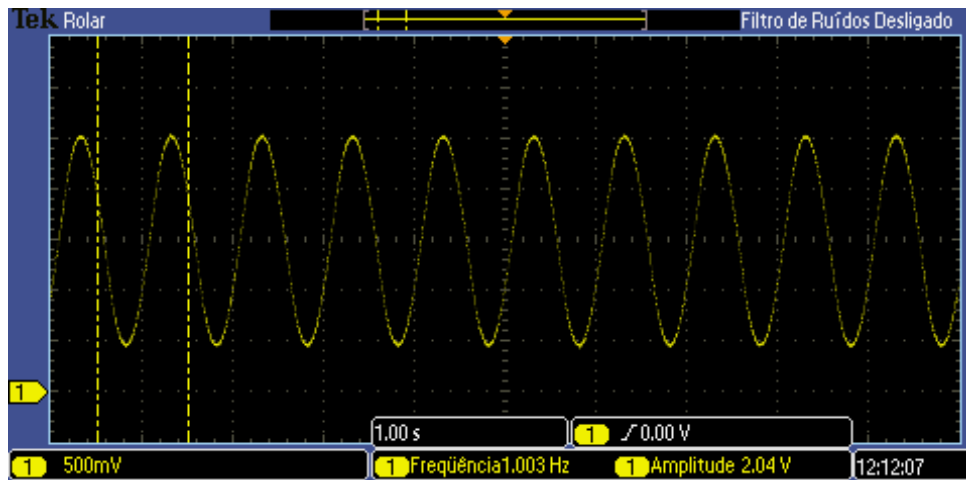 Tek Rolar Filtro de Ruídos Desligado
1
1.00 s 1 0.00 V
1 500mV 1 Freqüência1.003 Hz 1 Amplitude 2.04 V 12:12:07